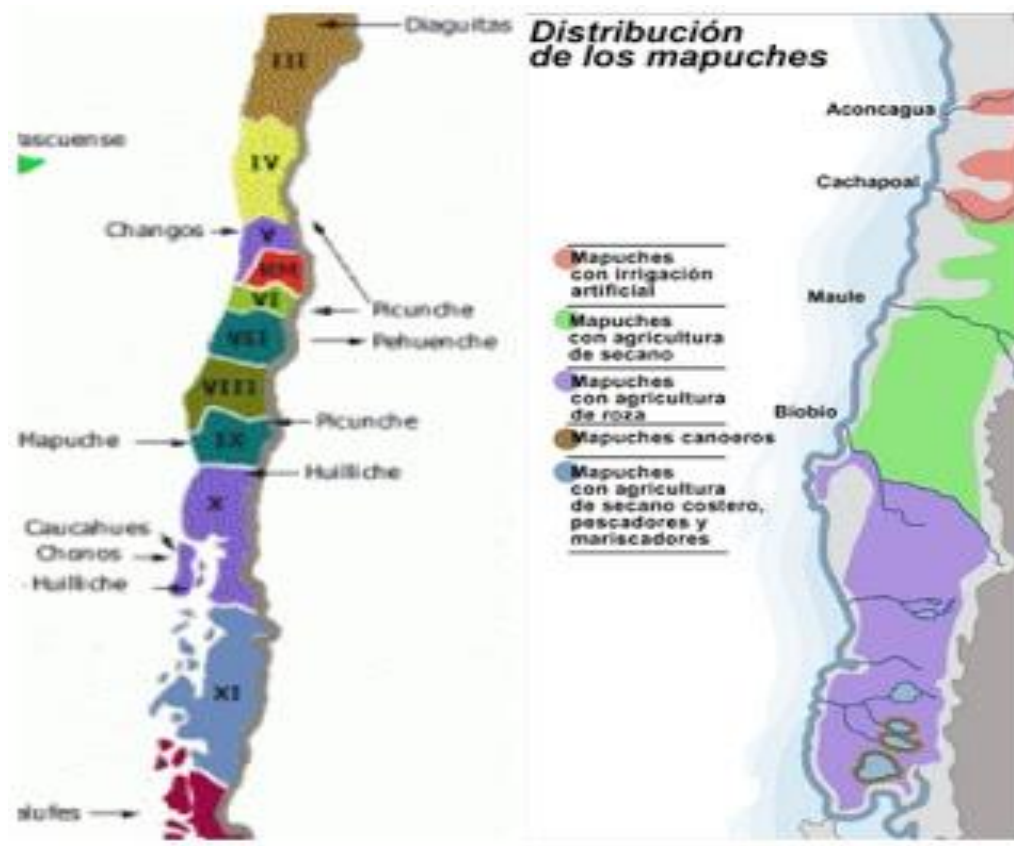 Diaguitas
III
ascuense
IV
Changos
V
RM
VI
Picunche
VII
Pehuenche
VIII
Picunche
Mapuche
IX
Huilliche
X
Caucahues
Chonos
Huilliche
XI
alufes
Distribución
de los mapuches
Aconcagua
Cachapoal
Maule
Biobio
Mapuches
con irrigación
artificial
Mapuches
con agricultura
de secano
Mapuches
con agricultura
de roza
Mapuches canoeros
Mapuches
con agricultura
de secano costero,
pescadores y
mariscadores